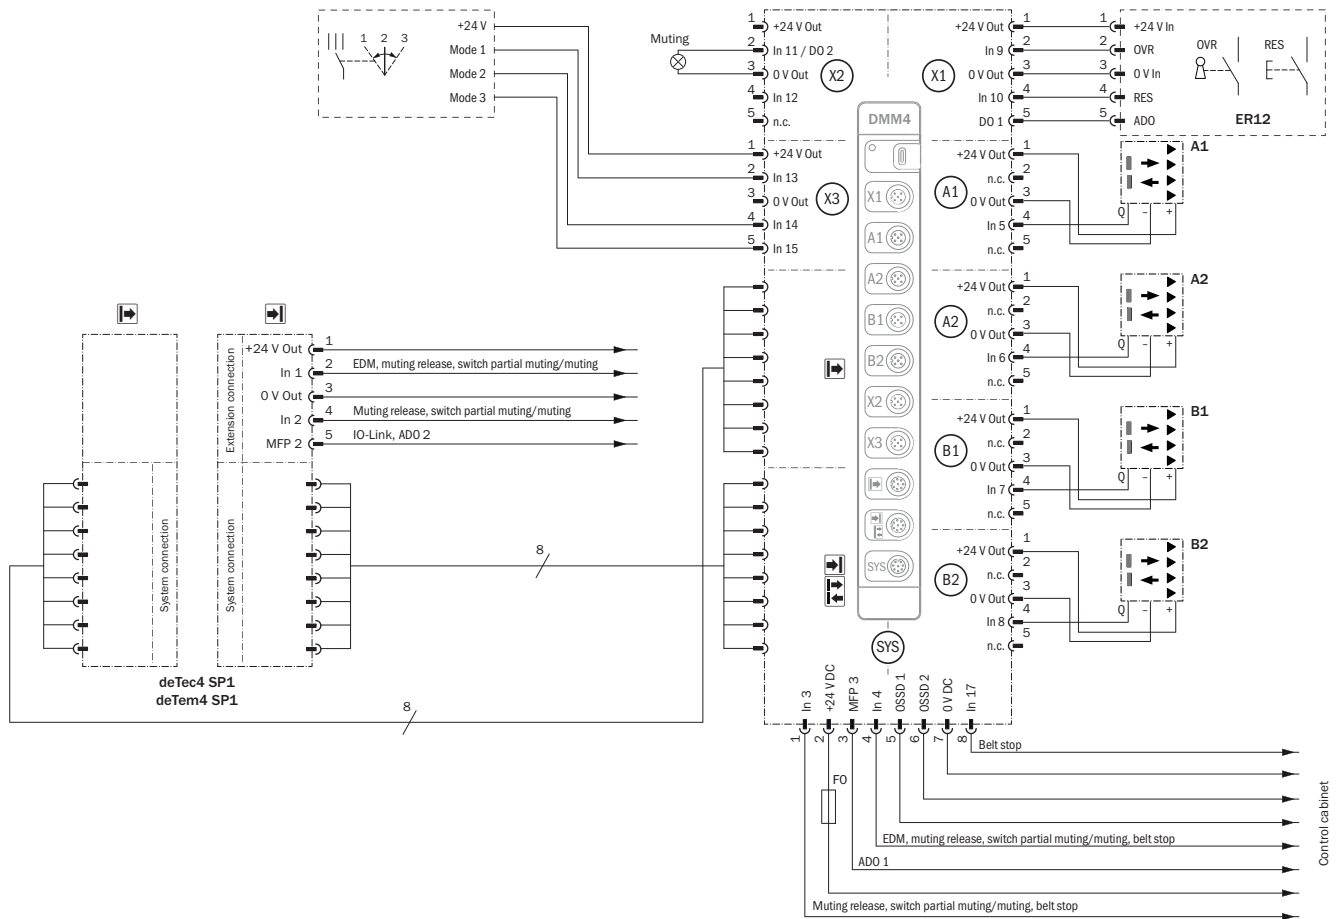 +24 V
Mode 1
Mode 2
Mode 3
1 2 3
Muting
1 +24 V Out
2 In 11 / DO 2
3 0 V Out
4 In 12
5 n.c.
X2
X1
+24 V Out 1
In 9 2
0 V Out 3
In 10 4
DO 1 5
1 +24 V In
2 OVR
3 0 V In
4 RES
5 ADO
OVR RES
ER12
DMM4
X1
A1
A2
B1
B2
X2
X3
SYS
1 +24 V Out
2 In 13
3 0 V Out
4 In 14
5 In 15
X3
A1
+24 V Out 1
n.c. 2
0 V Out 3
In 5 4
n.c. 5
A1
Q – +
A2
+24 V Out 1
n.c. 2
0 V Out 3
In 6 4
n.c. 5
A2
Q – +
B1
+24 V Out 1
n.c. 2
0 V Out 3
In 7 4
n.c. 5
B1
Q – +
B2
+24 V Out 1
n.c. 2
0 V Out 3
In 8 4
n.c. 5
B2
Q – +
Extension connection
+24 V Out 1
In 1 2 EDM, muting release, switch partial muting/muting
0 V Out 3
In 2 4 Muting release, switch partial muting/muting
MFP 2 5 IO-Link, ADO 2
System connection
System connection
8
8
deTec4 SP1
deTem4 SP1
SYS
In 3
+24 V DC
MFP 3
In 4
OSSD 1
OSSD 2
0 V DC
In 17
1 2 3 4 5 6 7 8
Belt stop
F0
EDM, muting release, switch partial muting/muting, belt stop
ADO 1
Muting release, switch partial muting/muting, belt stop
Control cabinet